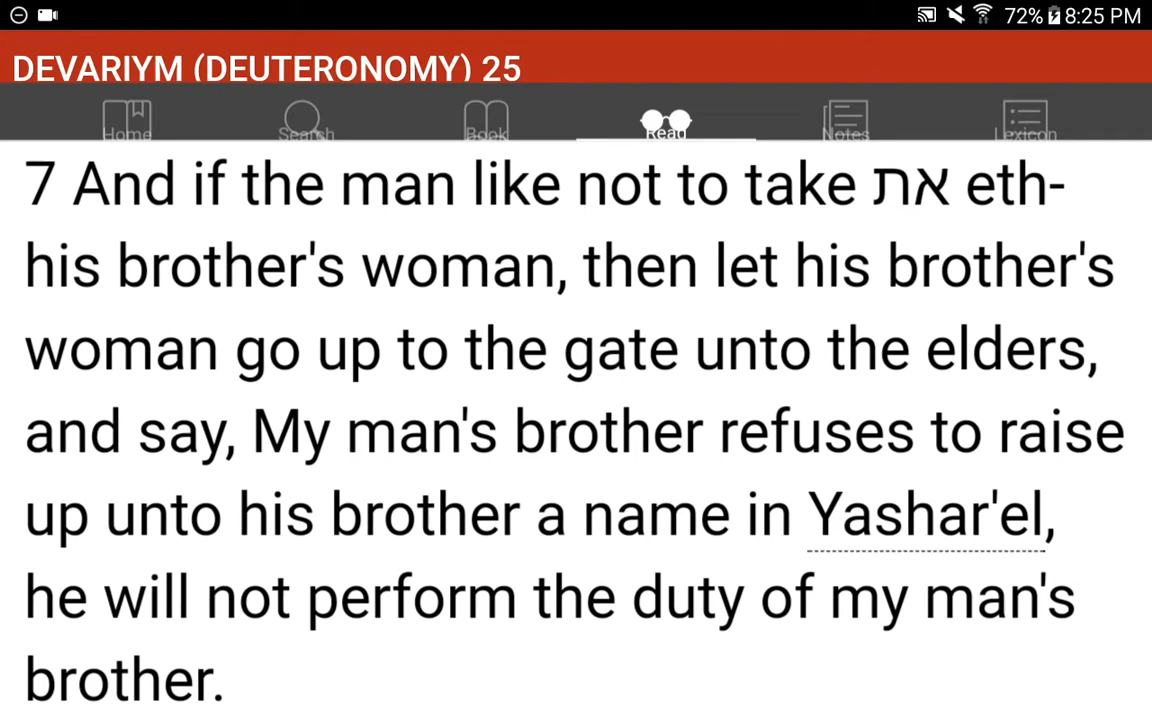 72% 8:25 PM
DEVARIYM (DEUTERONOMY) 25
Home Search Book Read Notes Lexicon
7 And if the man like not to take את eth-
his brother's woman, then let his brother's
woman go up to the gate unto the elders,
and say, My man's brother refuses to raise
up unto his brother a name in Yashar'el,
he will not perform the duty of my man's
brother.